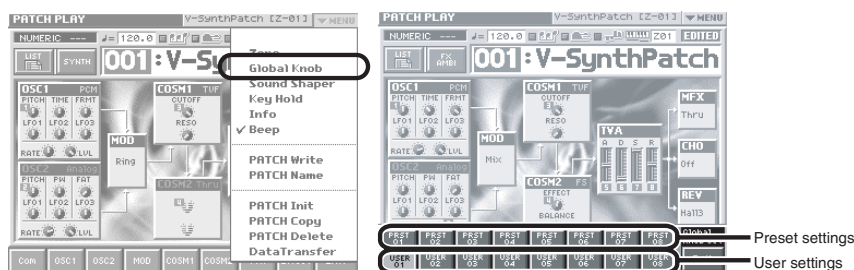 PATCH PLAY
V-SynthPatch [Z-01]
MENU
NUMERIC ---
♩= 120.0
LIST
SYNTH
001:V-Sy
Global Knob
Sound Shaper
Key Hold
Info
✓ Beep
PATCH Write
PATCH Name
PATCH Init
PATCH Copy
PATCH Delete
DataTransfer
OSC1 PCM
PITCH TIME FRMT
LFO1 LFO2 LFO3
RATE LVL
OSC2 Analog
PITCH PW FAT
LFO1 LFO2 LFO3
RATE LVL
MOD
Ring
COSM1 TVF
CUTOFF
RESO
COSM2 Thru
Com OSC1 OSC2 MOD COSM1
PATCH PLAY
V-SynthPatch [Z-01]
MENU
NUMERIC ---
♩= 120.0
Z01 EDITED
LIST
FX AMBI
001:V-SynthPatch
OSC1 PCM
PITCH TIME FRMT
LFO1 LFO2 LFO3
RATE LVL
OSC2 Analog
PITCH PW FAT
LFO1 LFO2 LFO3
RATE LVL
MOD
Mix
COSM1 TVF
CUTOFF
RESO
COSM2 FS
EFFECT
BALANCE
TVA
A D S R
5 6 7 8
MFX
Thru
CHO
Off
REV
Hall3
PRST 01 PRST 02 PRST 03 PRST 04 PRST 05 PRST 06 PRST 07 PRST 08
USER 01 USER 02 USER 03 USER 04 USER 05 USER 06 USER 07 USER 08
Preset settings
User settings